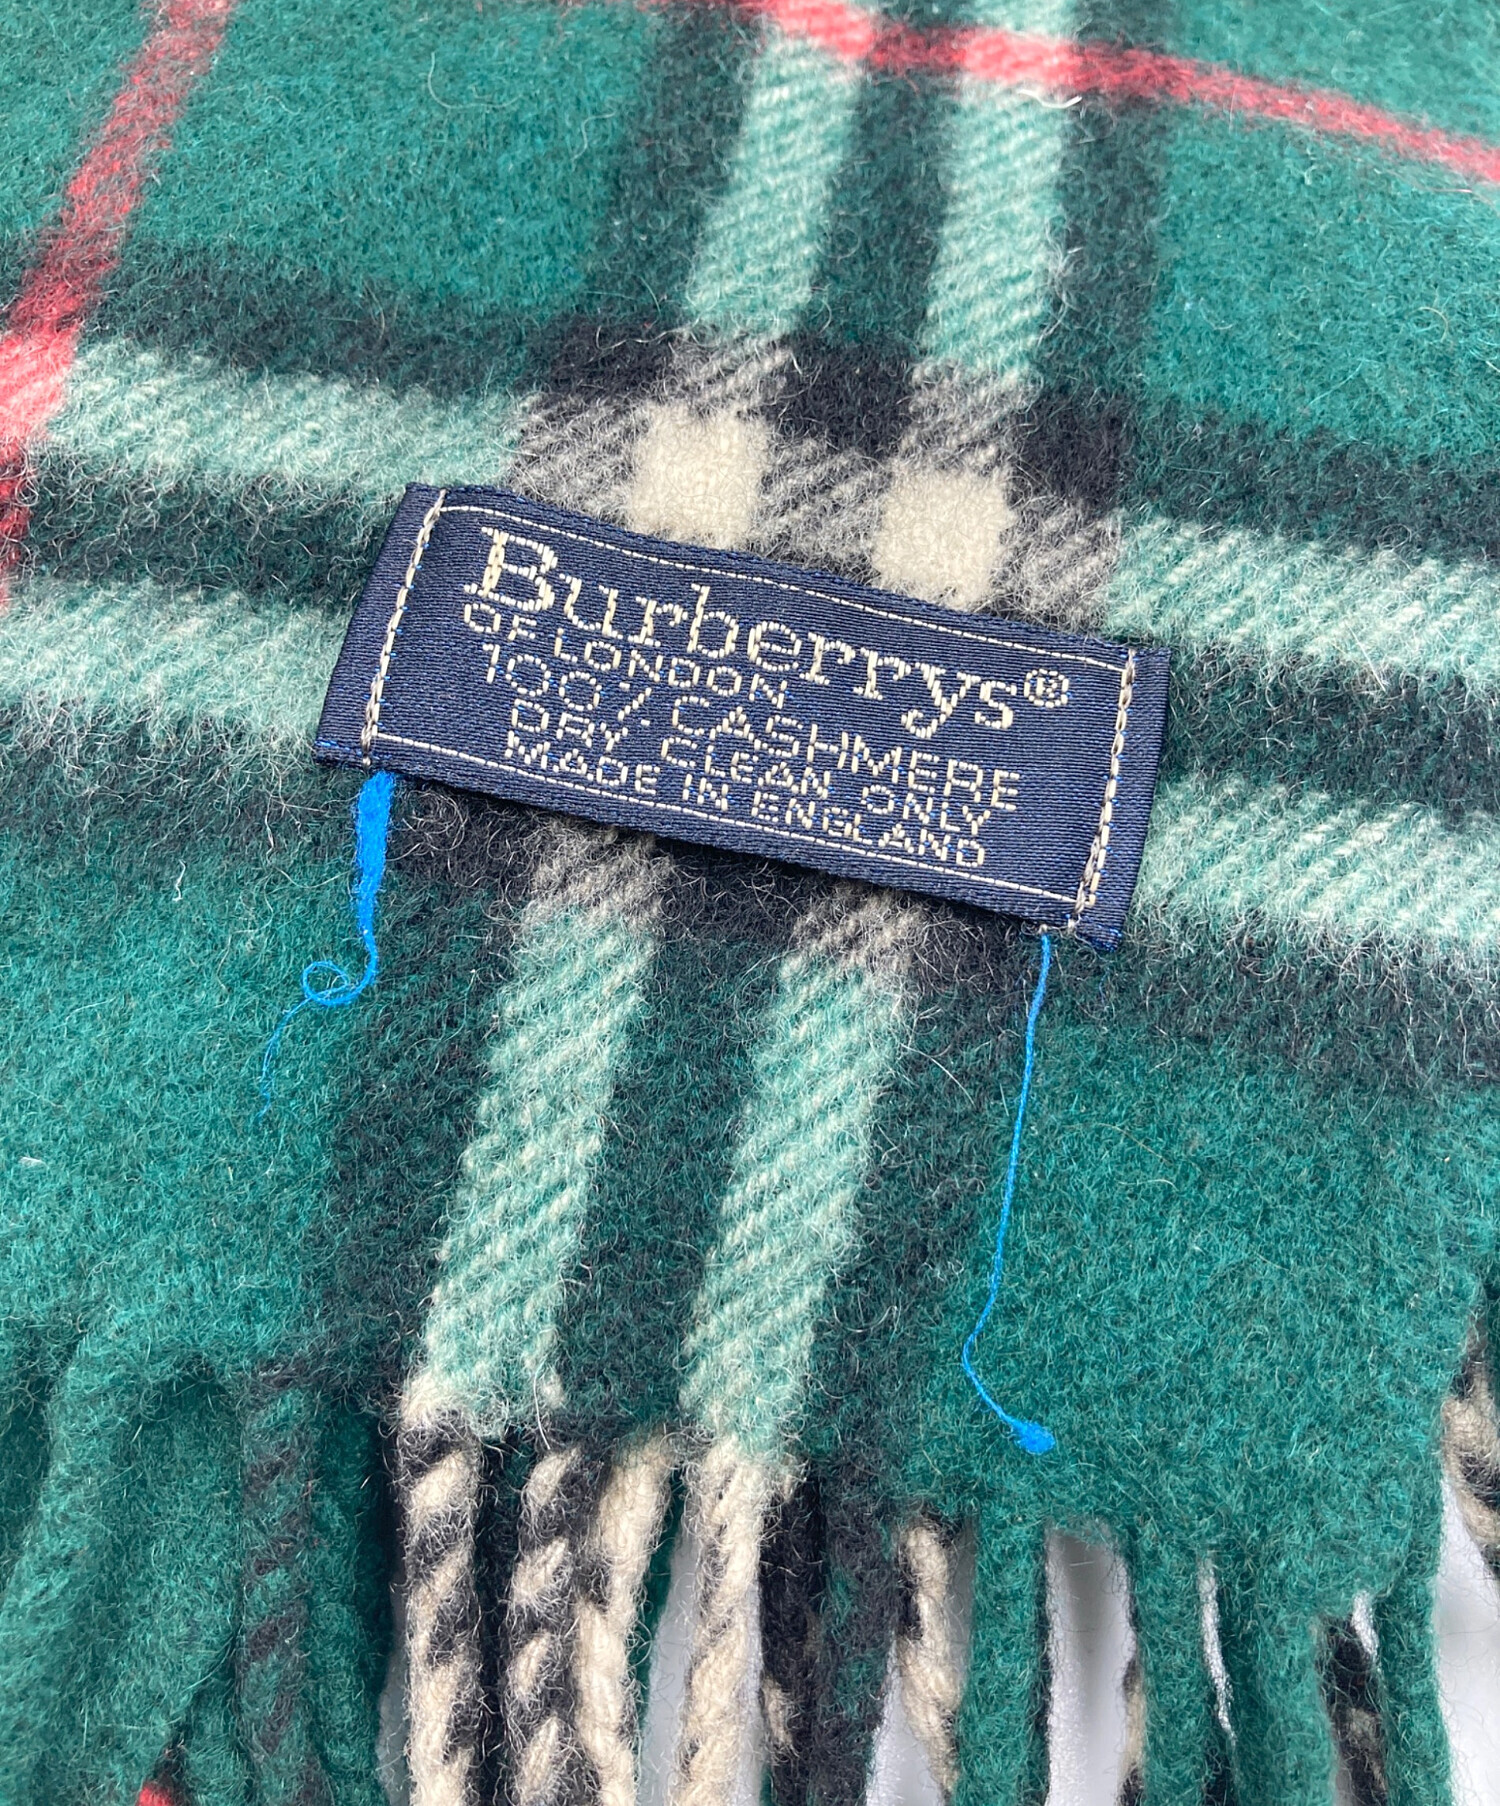 Burberrys®
OF LONDON
100% CASHMERE
DRY CLEAN ONLY
MADE IN ENGLAND